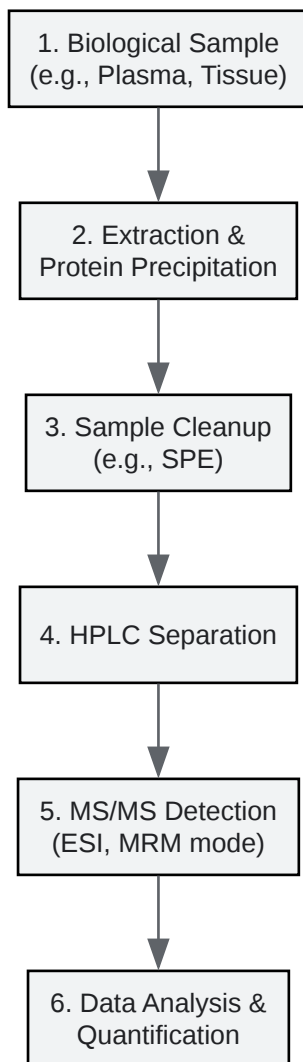 1. Biological Sample
(e.g., Plasma, Tissue)
2. Extraction &
Protein Precipitation
3. Sample Cleanup
(e.g., SPE)
4. HPLC Separation
5. MS/MS Detection
(ESI, MRM mode)
6. Data Analysis &
Quantification